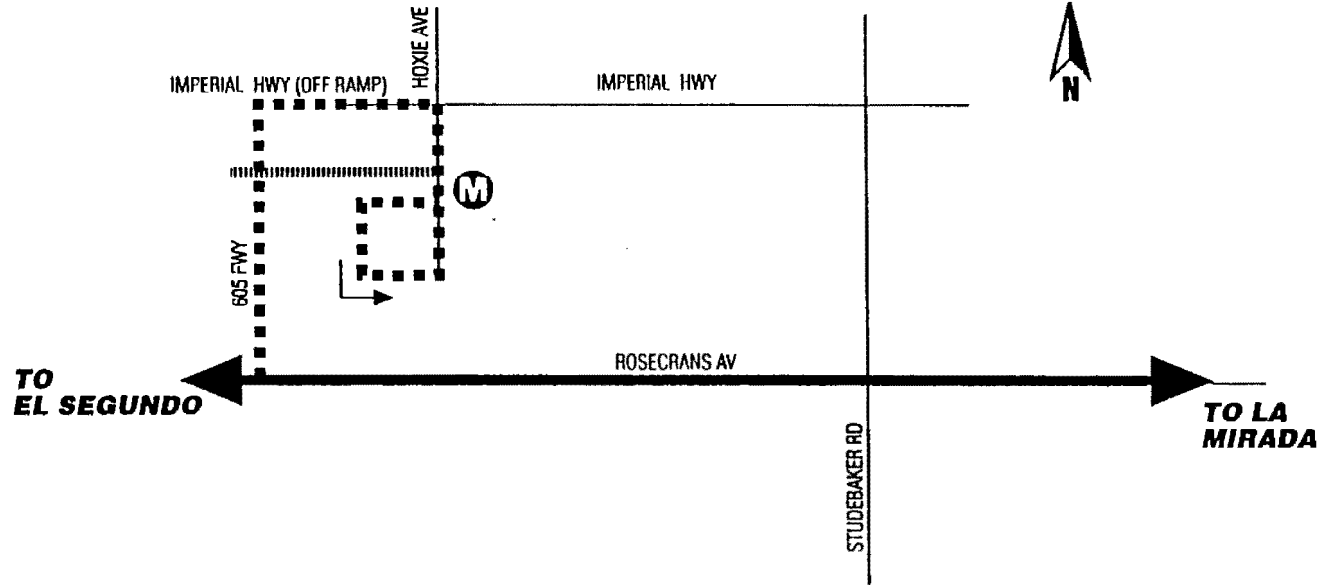 HOXIE AVE
IMPERIAL HWY (OFF RAMP)
IMPERIAL HWY
N
M
605 FWY
ROSECRANS AV
TO
EL SEGUNDO
TO LA
MIRADA
STUDEBAKER RD